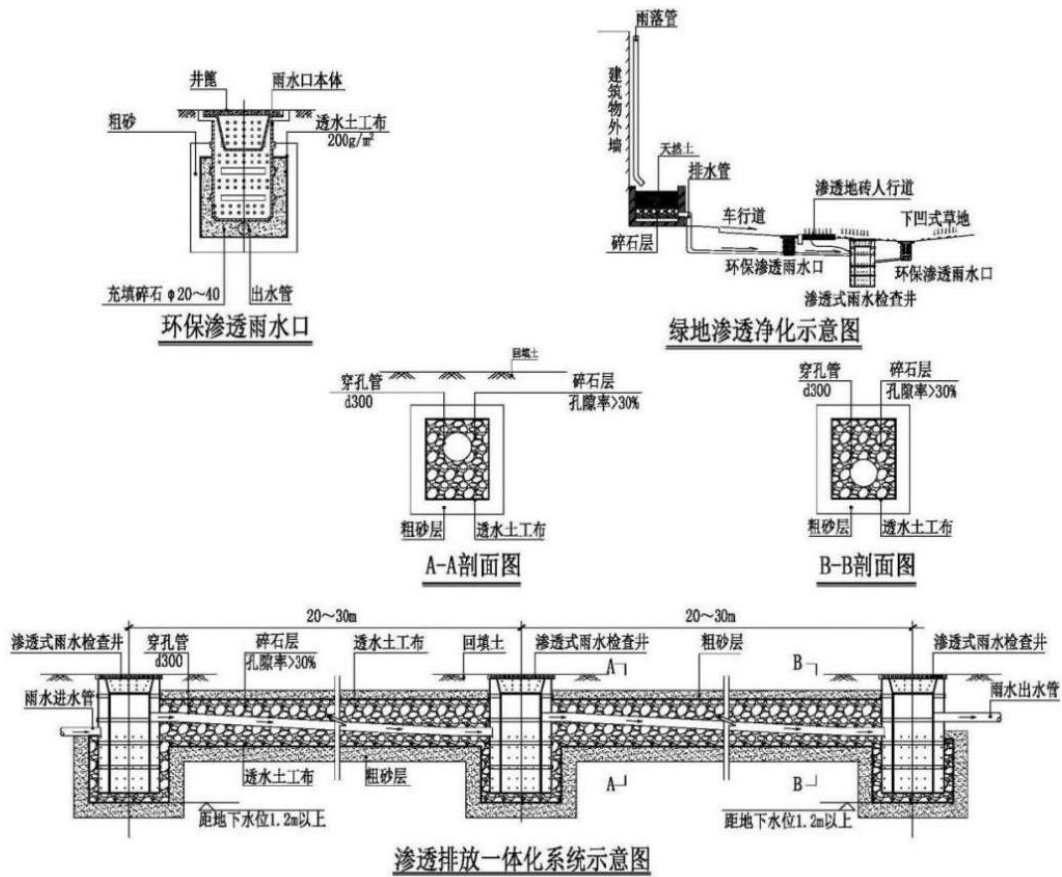 井篦
雨水口本体
粗砂
透水土工布
200g/m²
充填碎石φ20~40
出水管
环保渗透雨水口
雨落管
建筑物外墙
天然土
排水管
渗透地砖人行道
车行道
下凹式草地
碎石层
环保渗透雨水口
环保渗透雨水口
渗透式雨水检查井
绿地渗透净化示意图
回填土
穿孔管
d300
碎石层
孔隙率>30%
粗砂层
透水土工布
A-A剖面图
穿孔管
d300
碎石层
孔隙率>30%
粗砂层
透水土工布
B-B剖面图
20~30m
20~30m
渗透式雨水检查井
穿孔管
d300
碎石层
孔隙率>30%
透水土工布
回填土
渗透式雨水检查井
A
粗砂层
B
渗透式雨水检查井
雨水进水管
雨水出水管
透水土工布
粗砂层
A
B
距地下水位1.2m以上
距地下水位1.2m以上
渗透排放一体化系统示意图